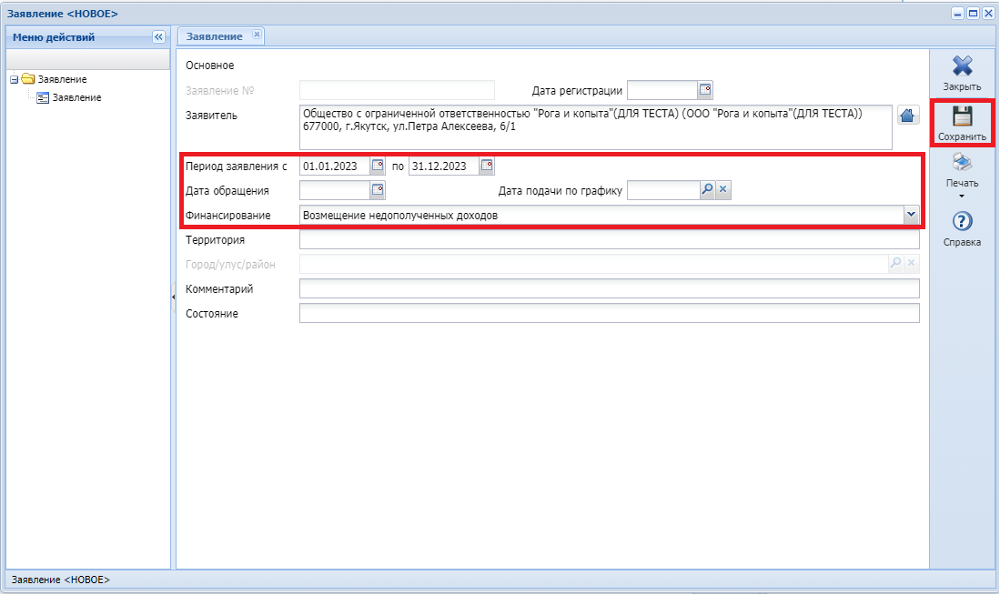 Заявление <НОВОЕ>
Меню действий
Заявление
Заявление
Заявление
Основное
Заявление № Дата регистрации
Заявитель Общество с ограниченной ответственностью "Рога и копыта"(ДЛЯ ТЕСТА) (ООО "Рога и копыта"(ДЛЯ ТЕСТА))
677000, г.Якутск, ул.Петра Алексеева, 6/1
Период заявления с 01.01.2023 по 31.12.2023
Дата обращения Дата подачи по графику
Финансирование Возмещение недополученных доходов
Территория
Город/улус/район
Комментарий
Состояние
Закрыть
Сохранить
Печать
Справка
Заявление <НОВОЕ>